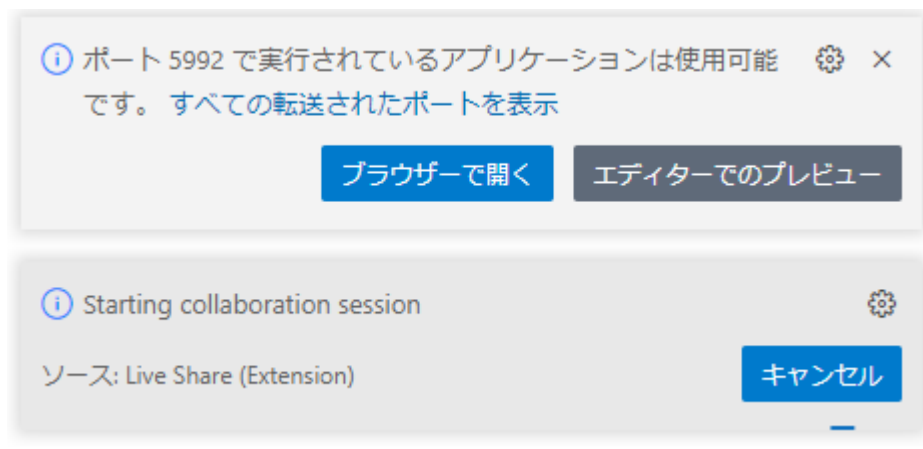 ポート 5992 で実行されているアプリケーションは使用可能
です。 すべての転送されたポートを表示
ブラウザーで開く エディターでのプレビュー
Starting collaboration session
ソース: Live Share (Extension) キャンセル